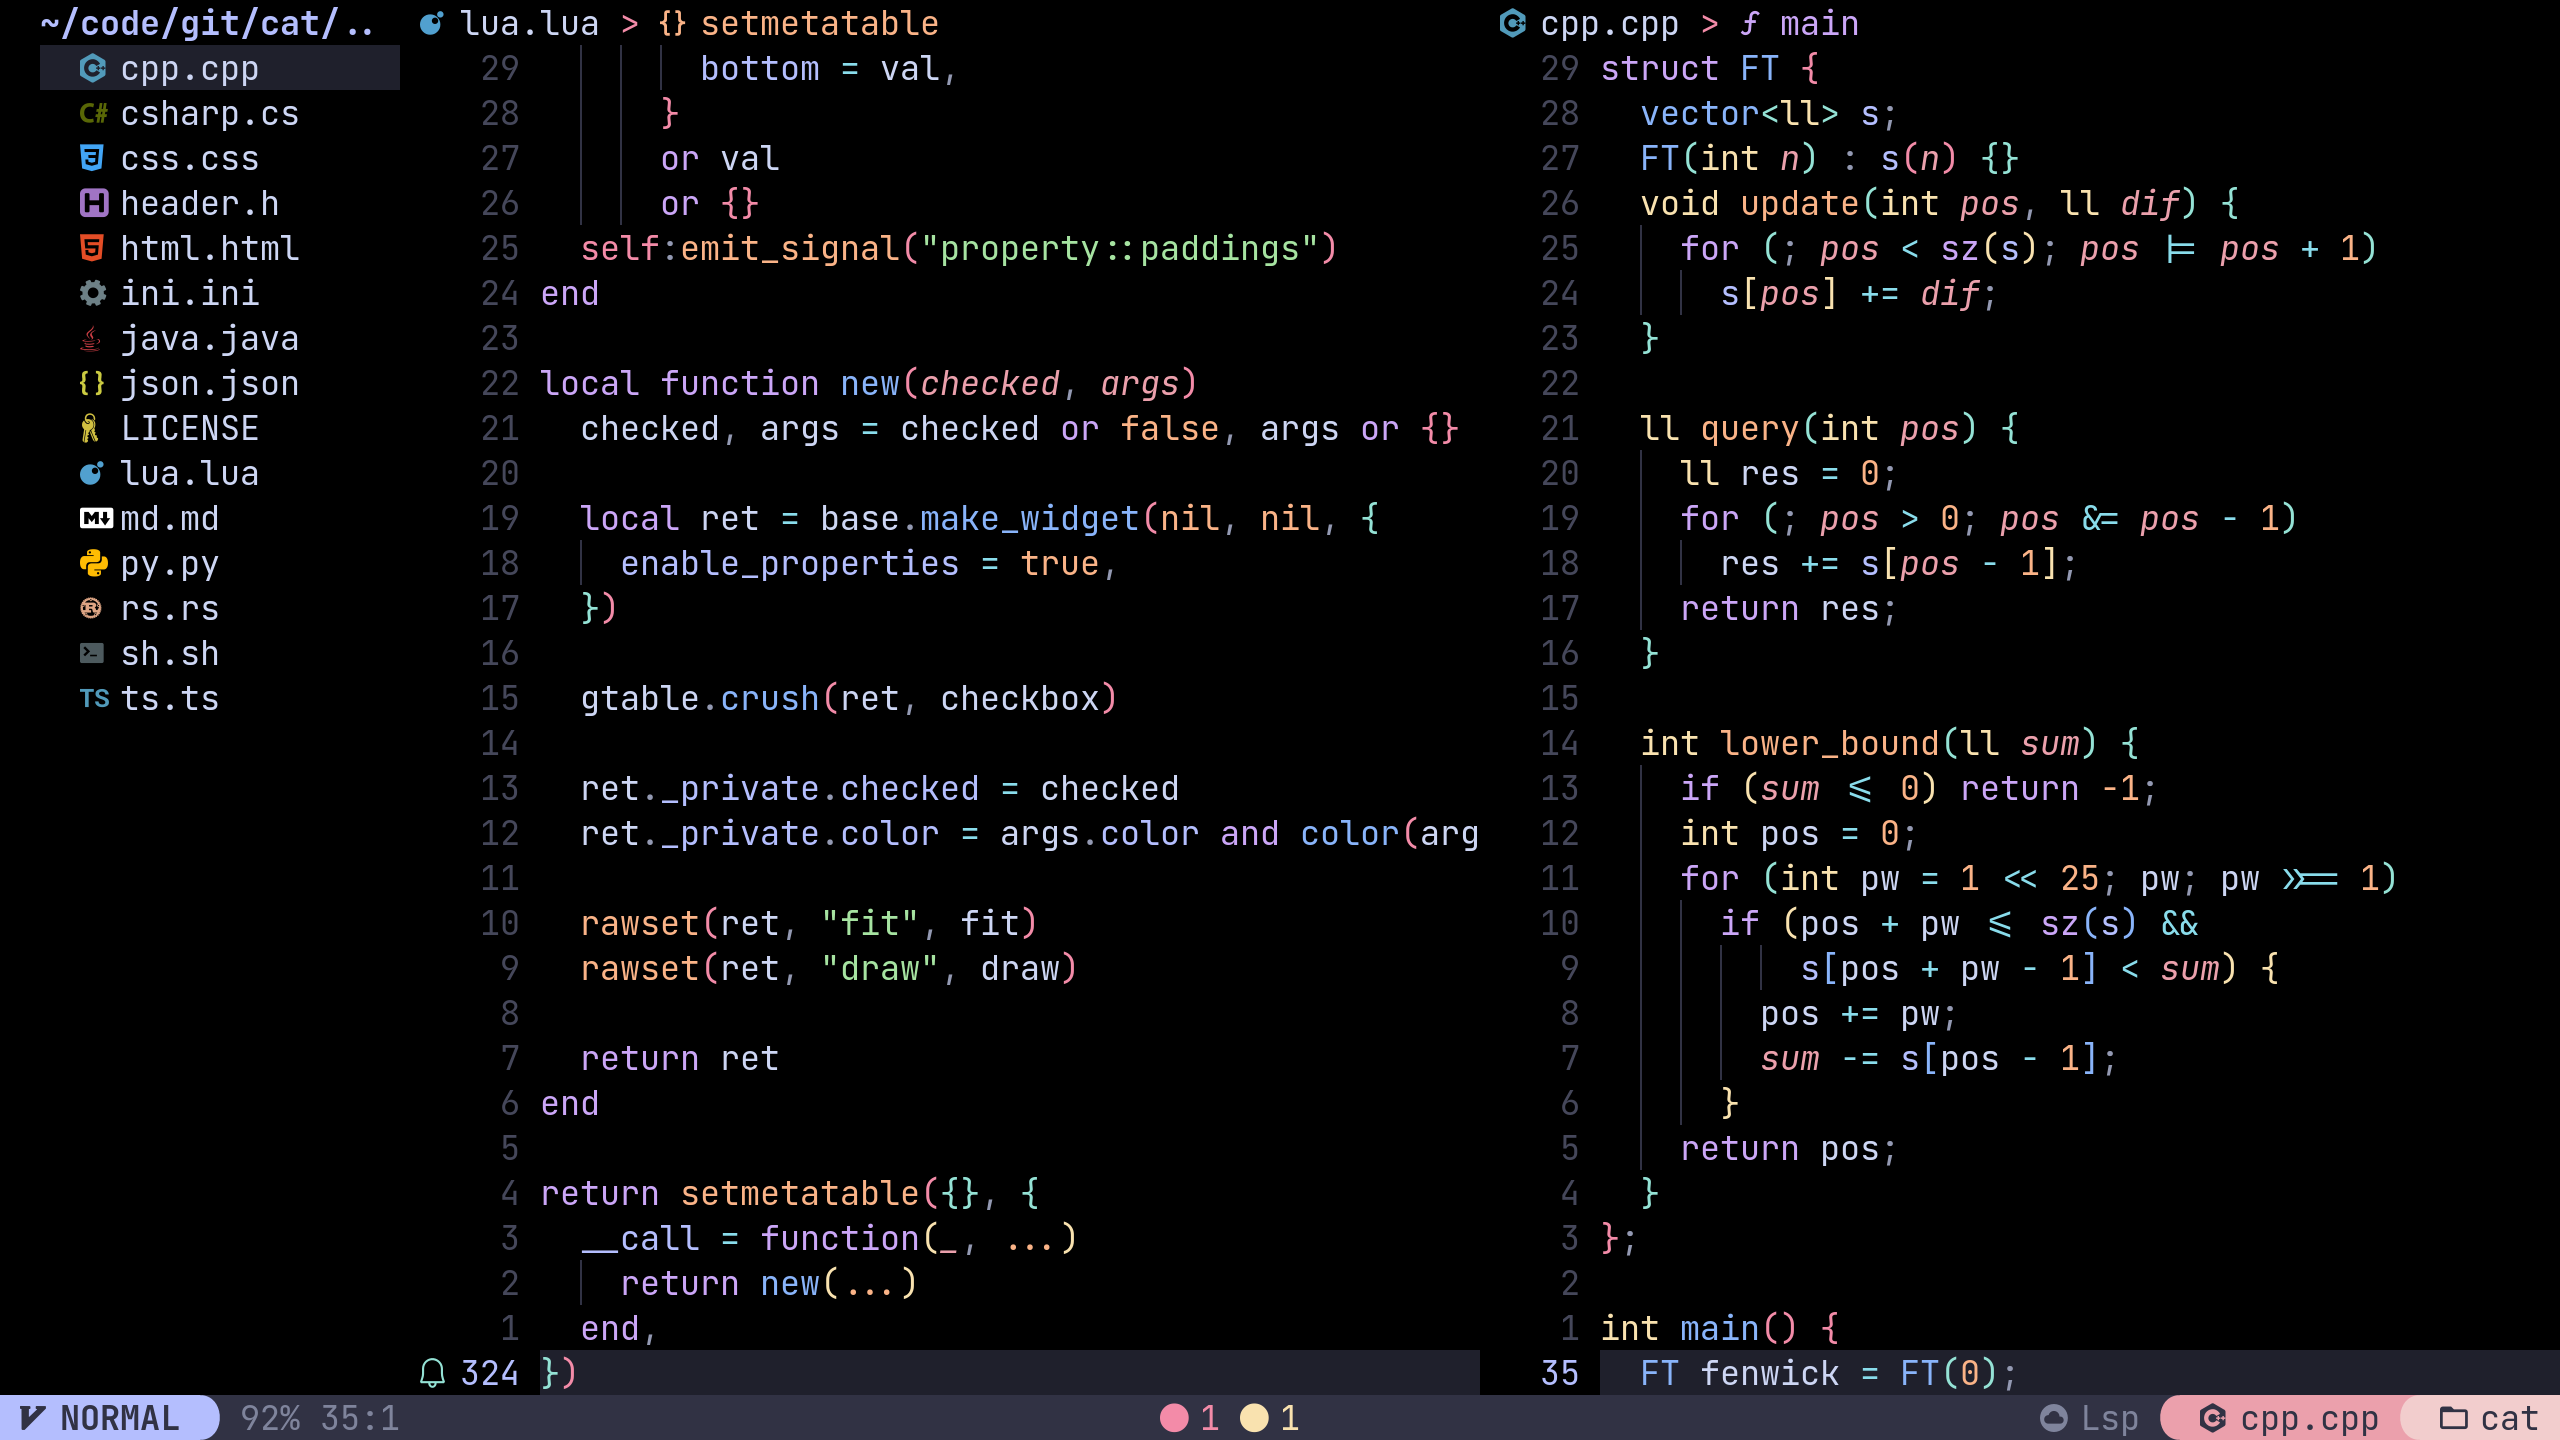 ~/code/git/cat/..
cpp.cpp
csharp.cs
css.css
header.h
html.html
ini.ini
java.java
json.json
LICENSE
lua.lua
md.md
py.py
rs.rs
sh.sh
TS ts.ts
lua.lua > {} setmetatable
29         bottom = val,
28       }
27       or val
26       or {}
25   self:emit_signal("property::paddings")
24 end
23
22 local function new(checked, args)
21   checked, args = checked or false, args or {}
20
19   local ret = base.make_widget(nil, nil, {
18     enable_properties = true,
17   })
16
15   gtable.crush(ret, checkbox)
14
13   ret._private.checked = checked
12   ret._private.color = args.color and color(arg
11
10   rawset(ret, "fit", fit)
9   rawset(ret, "draw", draw)
8
7   return ret
6 end
5
4 return setmetatable({}, {
3   __call = function(_, ...)
2     return new(...)
1   end,
324 })
cpp.cpp > ƒ main
29 struct FT {
28   vector<ll> s;
27   FT(int n) : s(n) {}
26   void update(int pos, ll dif) {
25     for (; pos < sz(s); pos |= pos + 1)
24       s[pos] += dif;
23   }
22
21   ll query(int pos) {
20     ll res = 0;
19     for (; pos > 0; pos &= pos - 1)
18       res += s[pos - 1];
17     return res;
16   }
15
14   int lower_bound(ll sum) {
13     if (sum <= 0) return -1;
12     int pos = 0;
11     for (int pw = 1 << 25; pw; pw >>= 1)
10       if (pos + pw <= sz(s) &&
9           s[pos + pw - 1] < sum) {
8         pos += pw;
7         sum -= s[pos - 1];
6       }
5     return pos;
4   }
3 };
2
1 int main() {
35   FT fenwick = FT(0);
NORMAL 92% 35:1 1 1 Lsp cpp.cpp cat